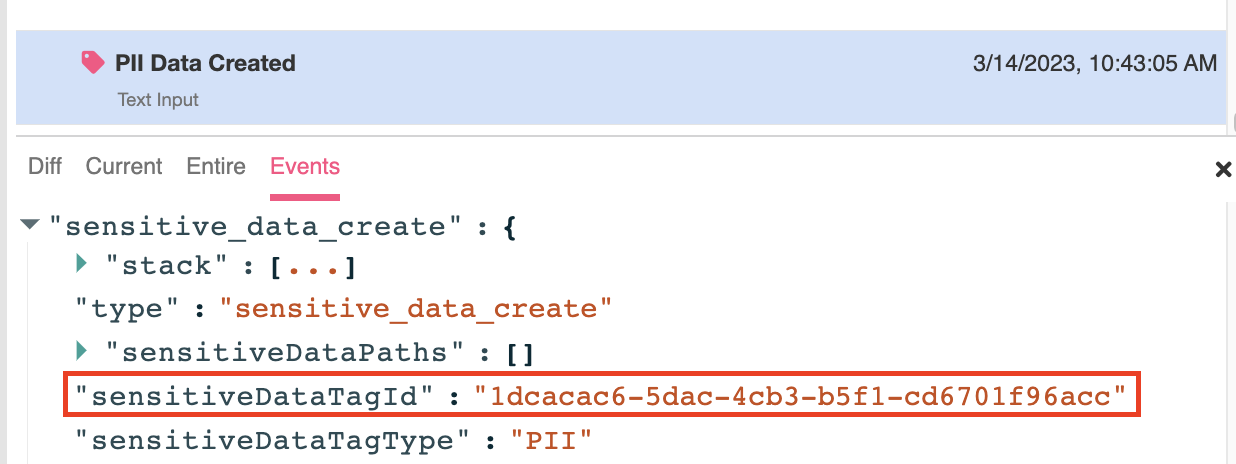 PII Data Created 3/14/2023, 10:43:05 AM
Text Input
Diff Current Entire Events
"sensitive_data_create" : {
"stack" : [...]
"type" : "sensitive_data_create"
"sensitiveDataPaths" : []
"sensitiveDataTagId" : "1dcacac6-5dac-4cb3-b5f1-cd6701f96acc"
"sensitiveDataTagType" : "PII"